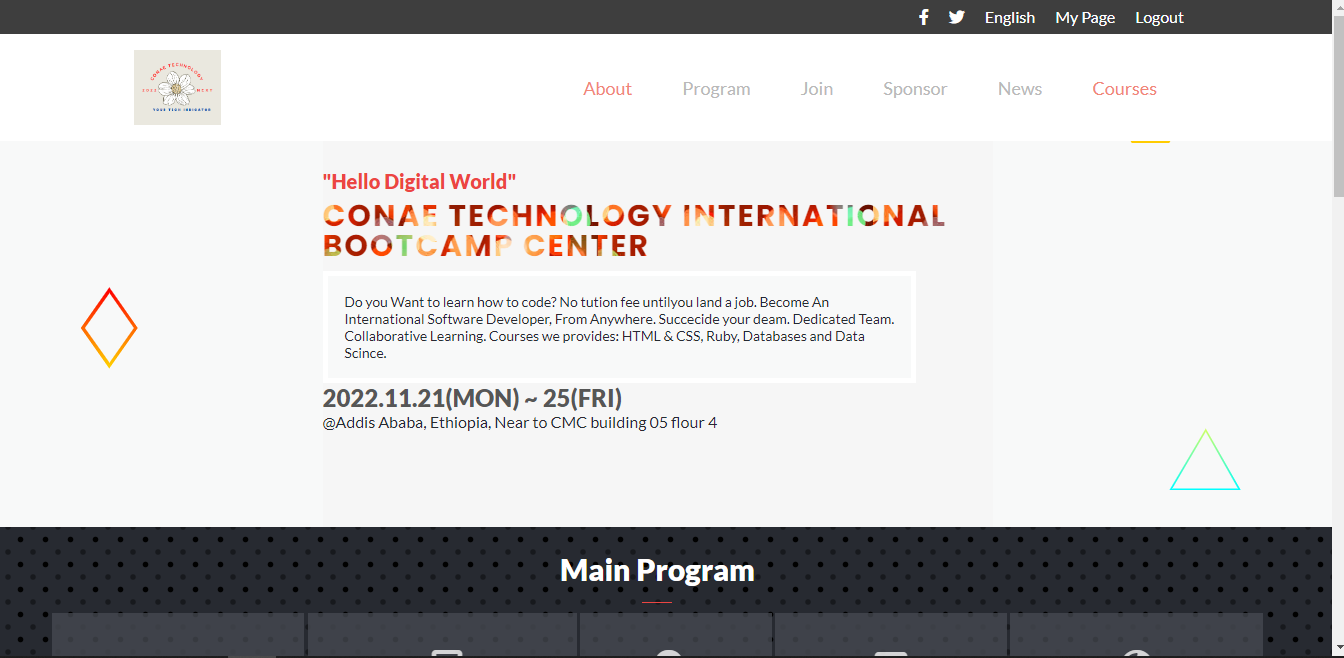 English My Page Logout
CONAE TECHNOLOGY
2022 NEXT
YOUR TECH INDICATOR
About Program Join Sponsor News Courses
"Hello Digital World"
CONAE TECHNOLOGY INTERNATIONAL
BOOTCAMP CENTER
Do you Want to learn how to code? No tution fee untilyou land a job. Become An
International Software Developer, From Anywhere. Succecide your deam. Dedicated Team.
Collaborative Learning. Courses we provides: HTML & CSS, Ruby, Databases and Data
Scince.
2022.11.21(MON) ~ 25(FRI)
@Addis Ababa, Ethiopia, Near to CMC building 05 flour 4
Main Program